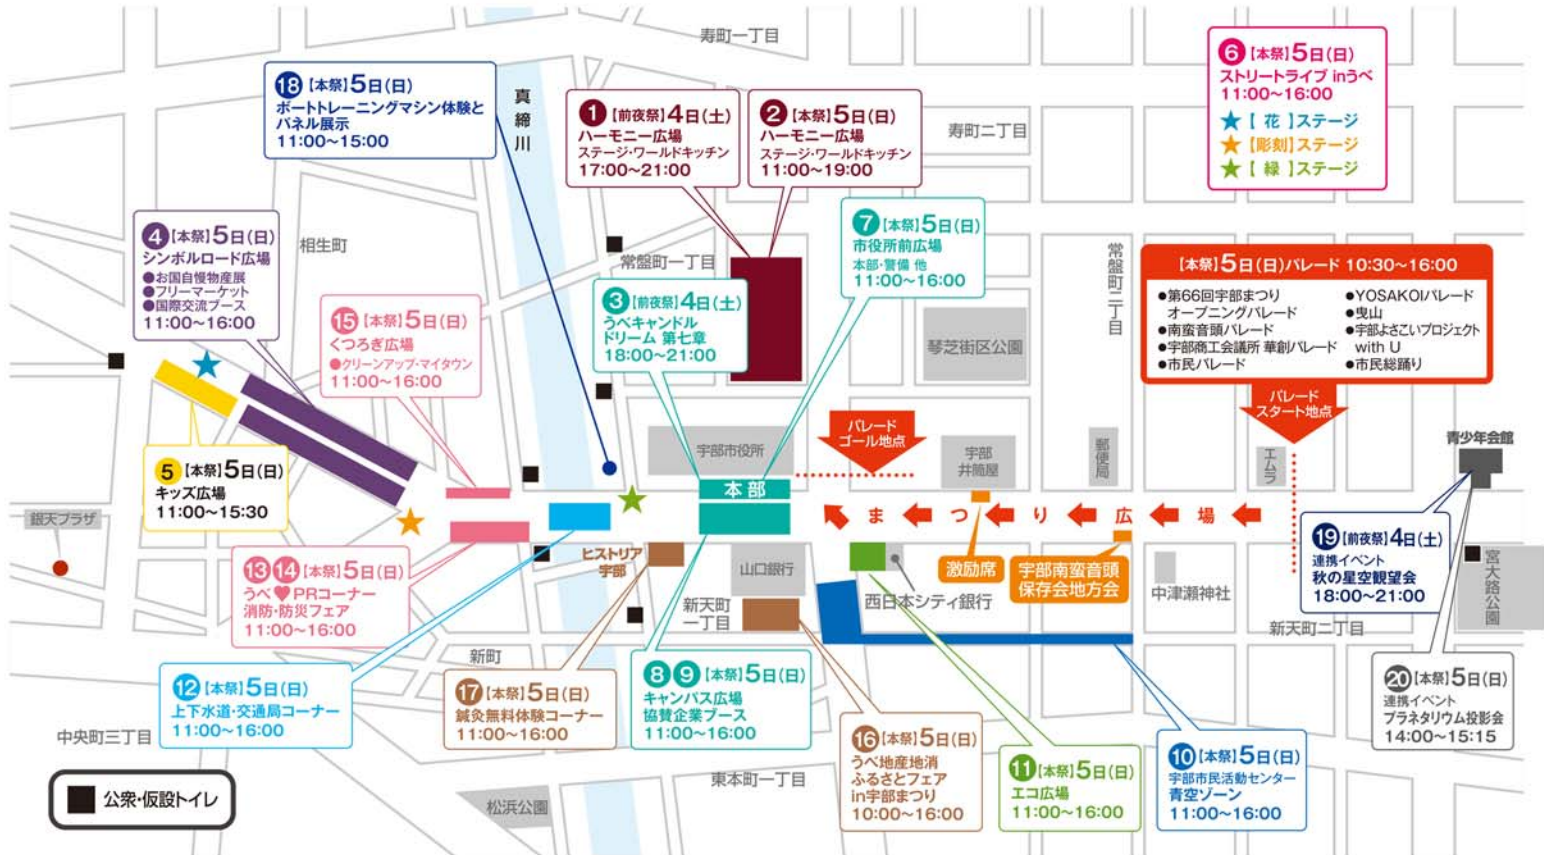 寿町一丁目
⑥【本祭】5日(日)
ストリートライブ inうべ
11:00~16:00
★【 花 】ステージ
★【彫刻】ステージ
★【 緑 】ステージ
⑱【本祭】5日(日)
ボートトレーニングマシン体験と
パネル展示
11:00~15:00
真締川
①【前夜祭】4日(土)
ハーモニー広場
ステージ・ワールドキッチン
17:00~21:00
②【本祭】5日(日)
ハーモニー広場
ステージ・ワールドキッチン
11:00~19:00
寿町二丁目
④【本祭】5日(日)
シンボルロード広場
●お国自慢物産展
●フリーマーケット
●国際交流ブース
11:00~16:00
相生町
常盤町一丁目
⑦【本祭】5日(日)
市役所前広場
本部・警備 他
11:00~16:00
常盤町二丁目
【本祭】5日(日)パレード 10:30~16:00
●第66回宇部まつり
オープニングパレード
●南蛮音頭パレード
●宇部商工会議所 華創パレード
●市民パレード
●YOSAKOIパレード
●曳山
●宇部よさこいプロジェクト
with U
●市民総踊り
③【前夜祭】4日(土)
うべキャンドル
ドリーム 第七章
18:00~21:00
⑮【本祭】5日(日)
くつろぎ広場
●クリーンアップ・マイタウン
11:00~16:00
琴芝街区公園
パレード
スタート地点
パレード
ゴール地点
宇部市役所
宇部
井筒屋
郵便局
エムラ
青少年会館
⑤【本祭】5日(日)
キッズ広場
11:00~15:30
本部
銀天プラザ
まつり広場
⑲【前夜祭】4日(土)
連携イベント
秋の星空観望会
18:00~21:00
宮大路公園
⑬⑭【本祭】5日(日)
うべ♥PRコーナー
消防・防災フェア
11:00~16:00
ヒストリア
宇部
山口銀行
激励席
宇部南蛮音頭
保存会地方会
西日本シティ銀行
中津瀬神社
新天町
一丁目
新天町二丁目
新町
⑫【本祭】5日(日)
上下水道・交通局コーナー
11:00~16:00
⑰【本祭】5日(日)
鍼灸無料体験コーナー
11:00~16:00
⑧⑨【本祭】5日(日)
キャンパス広場
協賛企業ブース
11:00~16:00
⑳【本祭】5日(日)
連携イベント
プラネタリウム投影会
14:00~15:15
中央町三丁目
⑯【本祭】5日(日)
うべ地産地消
ふるさとフェア
in宇部まつり
10:00~16:00
⑪【本祭】5日(日)
エコ広場
11:00~16:00
⑩【本祭】5日(日)
宇部市民活動センター
青空ゾーン
11:00~16:00
東本町一丁目
公衆・仮設トイレ
松浜公園